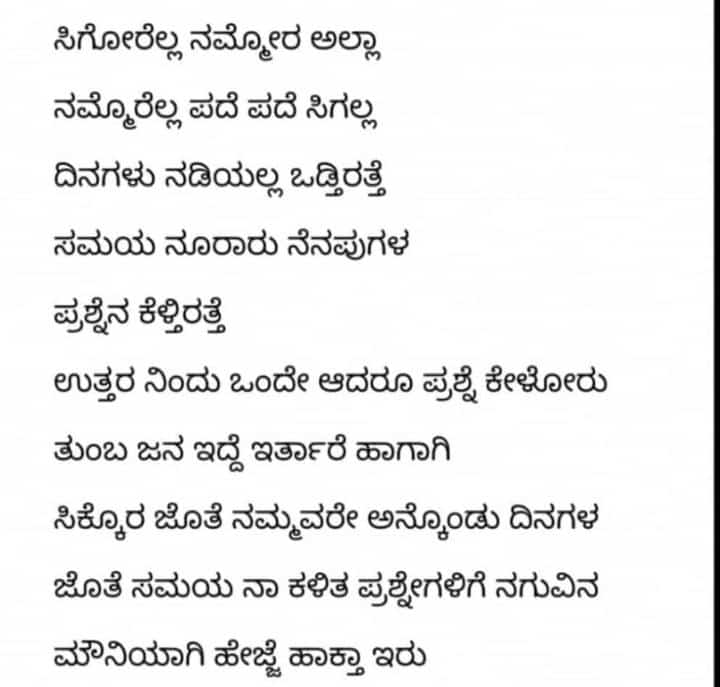 ಸಿಗೋರೆಲ್ಲ ನಮ್ಮೋರ ಅಲ್ಲಾ
ನಮ್ಮೊರೆಲ್ಲ ಪದೆ ಪದೆ ಸಿಗಲ್ಲ
ದಿನಗಳು ನಡಿಯಲ್ಲ ಒಡ್ತಿರತ್ತೆ
ಸಮಯ ನೂರಾರು ನೆನಪುಗಳ
ಪ್ರಶ್ನೆನ ಕೆಳ್ತಿರತ್ತೆ
ಉತ್ತರ ನಿಂದು ಒಂದೇ ಆದರೂ ಪ್ರಶ್ನೆ ಕೇಳೋರು
ತುಂಬ ಜನ ಇದ್ದೆ ಇರ್ತಾರೆ ಹಾಗಾಗಿ
ಸಿಕ್ಕೊರ ಜೊತೆ ನಮ್ಮವರೇ ಅನ್ಕೊಂಡು ದಿನಗಳ
ಜೊತೆ ಸಮಯ ನಾ ಕಳಿತ ಪ್ರಶ್ನೇಗಳಿಗೆ ನಗುವಿನ
ಮೌನಿಯಾಗಿ ಹೇಜ್ಜೆ ಹಾಕ್ತಾ ಇರು